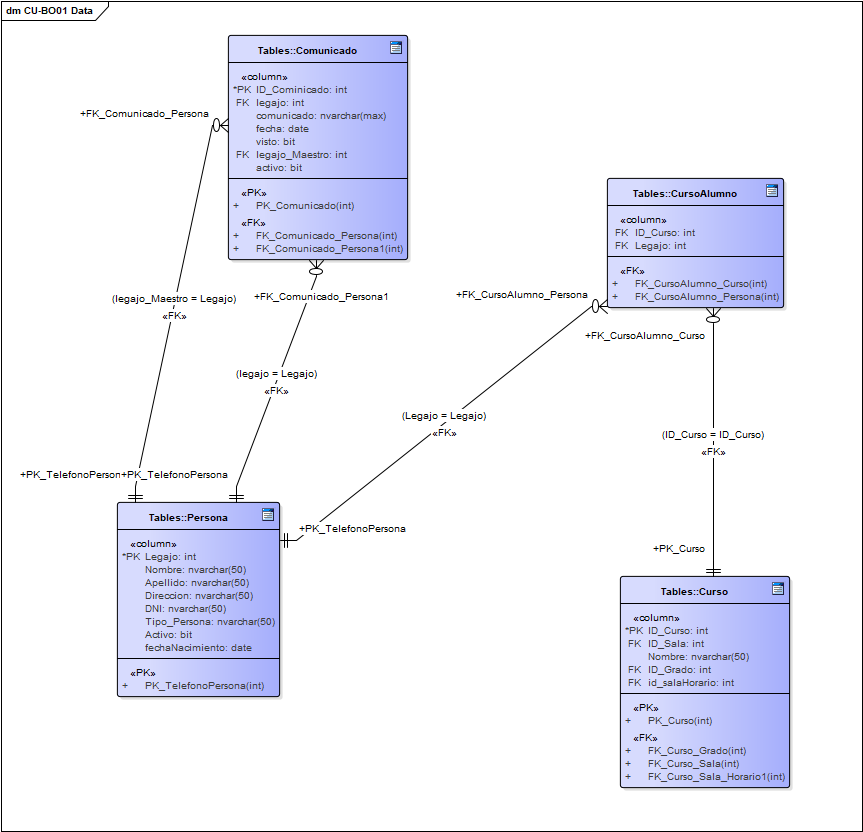 dm CU-BO01 Data
Tables::Comunicado
«column»
*PK ID_Cominicado: int
FK legajo: int
comunicado: nvarchar(max)
fecha: date
visto: bit
FK legajo_Maestro: int
activo: bit
«PK»
+ PK_Comunicado(int)
«FK»
+ FK_Comunicado_Persona(int)
+ FK_Comunicado_Persona1(int)
+FK_Comunicado_Persona
(legajo_Maestro = Legajo)
«FK»
+FK_Comunicado_Persona1
(legajo = Legajo)
«FK»
Tables::CursoAlumno
«column»
FK ID_Curso: int
FK Legajo: int
«FK»
+ FK_CursoAlumno_Curso(int)
+ FK_CursoAlumno_Persona(int)
+FK_CursoAlumno_Persona
+FK_CursoAlumno_Curso
(Legajo = Legajo)
«FK»
(ID_Curso = ID_Curso)
«FK»
+PK_TelefonoPerson+PK_TelefonoPersona
+PK_TelefonoPersona
+PK_Curso
Tables::Persona
«column»
*PK Legajo: int
Nombre: nvarchar(50)
Apellido: nvarchar(50)
Direccion: nvarchar(50)
DNI: nvarchar(50)
Tipo_Persona: nvarchar(50)
Activo: bit
fechaNacimiento: date
«PK»
+ PK_TelefonoPersona(int)
Tables::Curso
«column»
*PK ID_Curso: int
FK ID_Sala: int
Nombre: nvarchar(50)
FK ID_Grado: int
FK id_salaHorario: int
«PK»
+ PK_Curso(int)
«FK»
+ FK_Curso_Grado(int)
+ FK_Curso_Sala(int)
+ FK_Curso_Sala_Horario1(int)